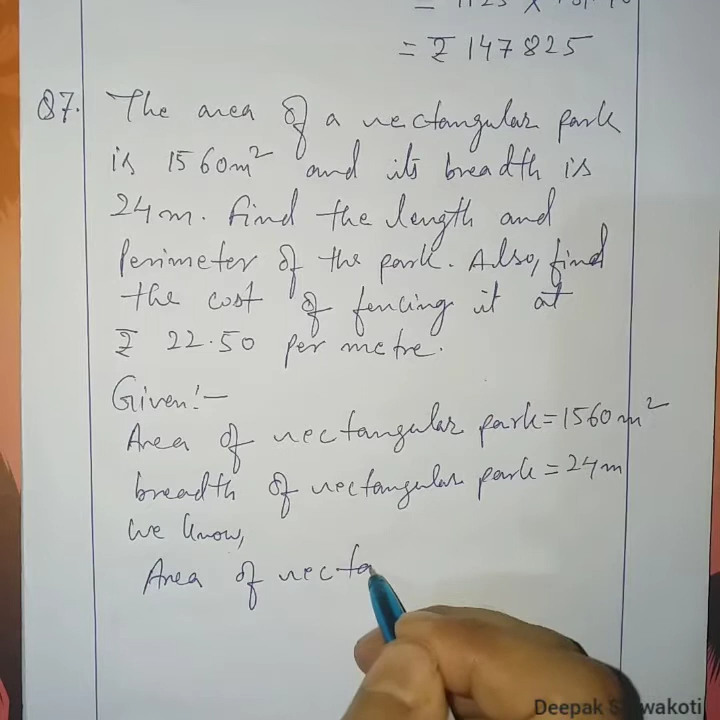 = ₹ 147825
Q7. The area of a rectangular park
is 1560m² and its breadth is
24m. Find the length and
Perimeter of the park. Also, find
the cost of fencing it at
₹ 22.50 per metre.
Given:-
Area of rectangular park = 1560m²
breadth of rectangular park = 24m
We know,
Area of recta
Deepak